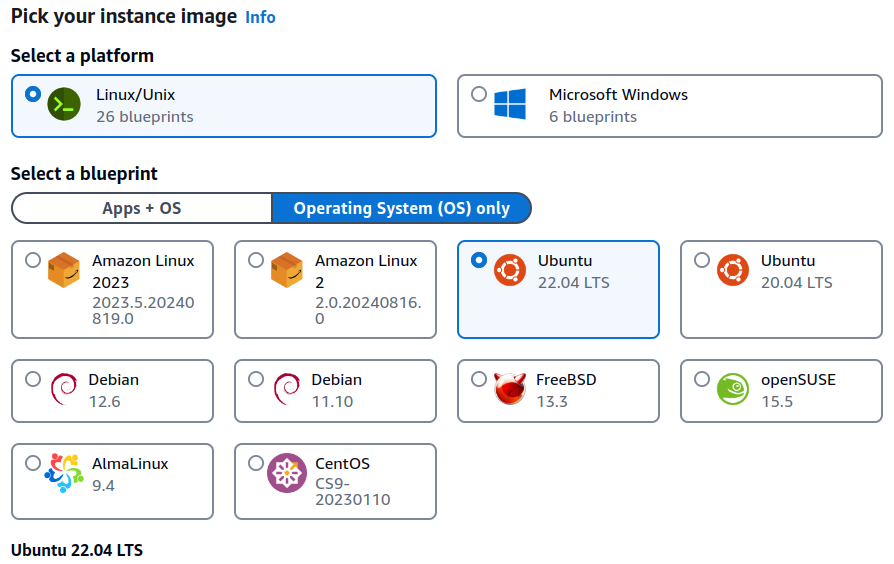 Pick your instance image Info
Select a platform
Linux/Unix
26 blueprints
Microsoft Windows
6 blueprints
Select a blueprint
Apps + OS
Operating System (OS) only
Amazon Linux
2023
2023.5.20240
819.0
Amazon Linux
2
2.0.20240816.
0
Ubuntu
22.04 LTS
Ubuntu
20.04 LTS
Debian
12.6
Debian
11.10
FreeBSD
13.3
openSUSE
15.5
AlmaLinux
9.4
CentOS
CS9-
20230110
Ubuntu 22.04 LTS